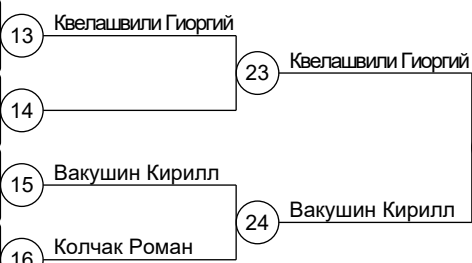 13 Квелашвили Гиоргий
23 Квелашвили Гиоргий
14
15 Вакушин Кирилл
24 Вакушин Кирилл
16 Колчак Роман